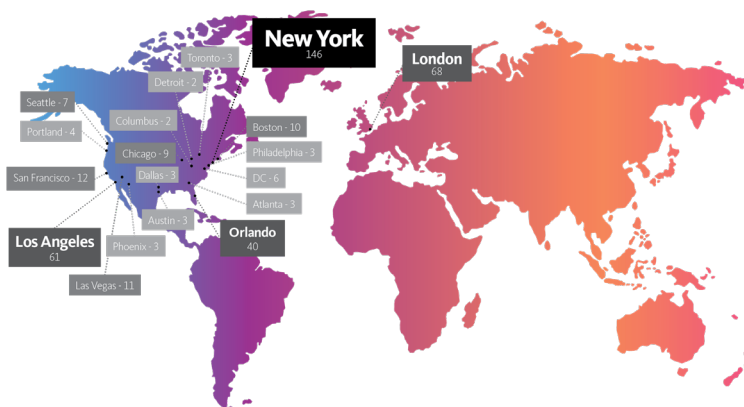 New York
146
London
68
Toronto - 3
Detroit - 2
Seattle - 7
Columbus - 2
Boston - 10
Portland - 4
Chicago - 9
Philadelphia - 3
San Francisco - 12
Dallas - 3
DC - 6
Atlanta - 3
Austin - 3
Los Angeles
61
Phoenix - 3
Orlando
40
Las Vegas - 11